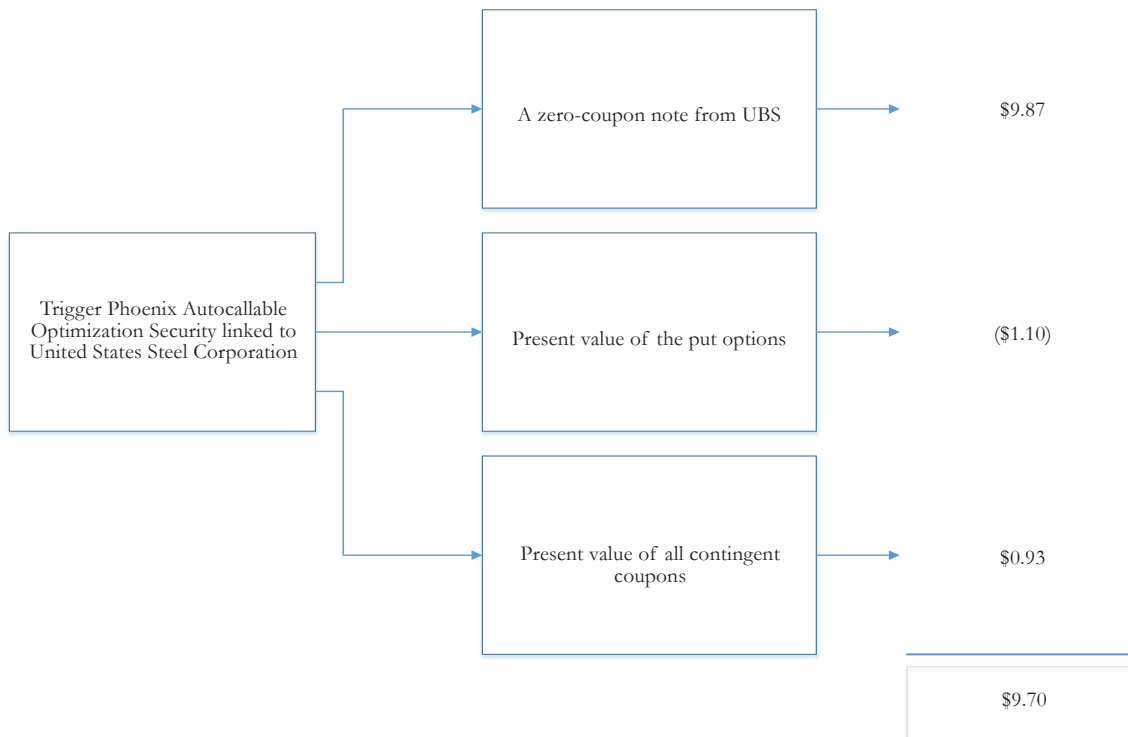 A zero-coupon note from UBS
$9.87
Trigger Phoenix Autocallable
Optimization Security linked to
United States Steel Corporation
Present value of the put options
($1.10)
Present value of all contingent
coupons
$0.93
$9.70